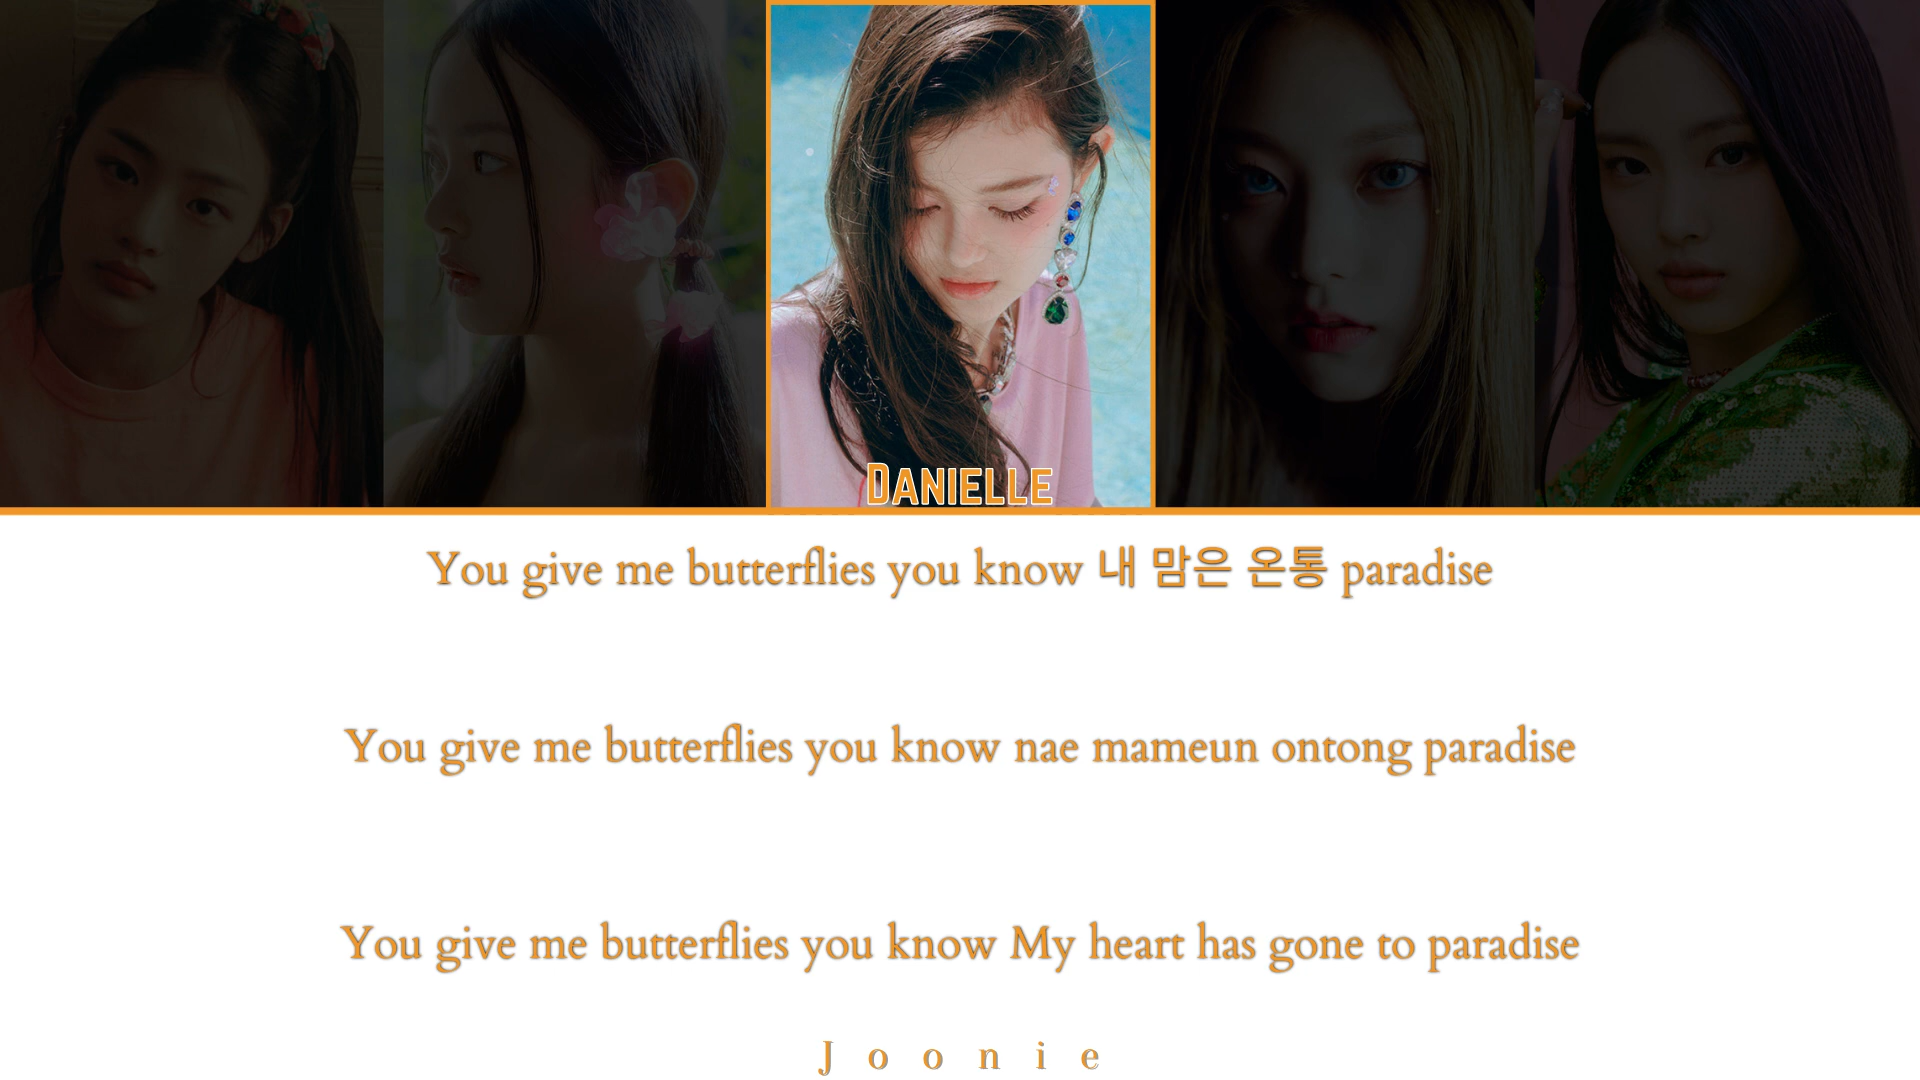 DANIELLE
You give me butterflies you know 내 맘은 온통 paradise
You give me butterflies you know nae mameun ontong paradise
You give me butterflies you know My heart has gone to paradise
Joonie